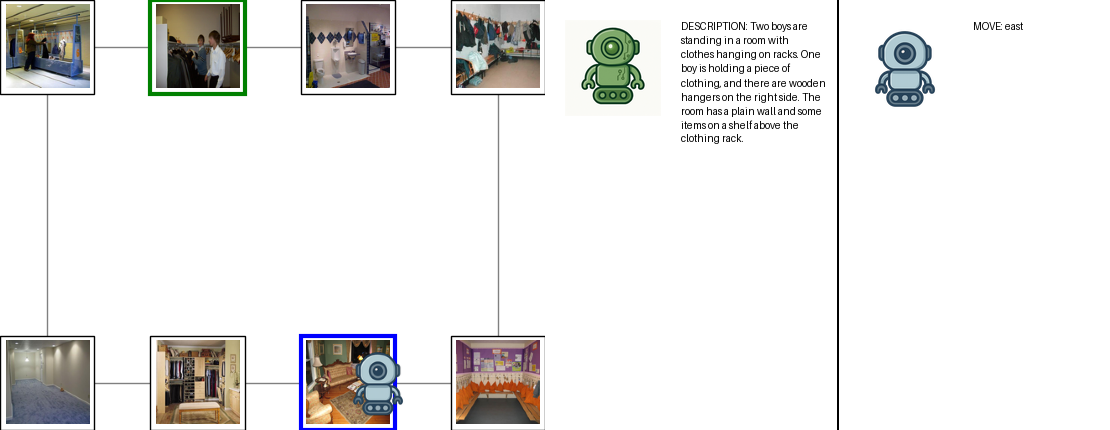 DESCRIPTION: Two boys are
standing in a room with
clothes hanging on racks. One
boy is holding a piece of
clothing, and there are wooden
hangers on the right side. The
room has a plain wall and some
items on a shelf above the
clothing rack.
MOVE: east